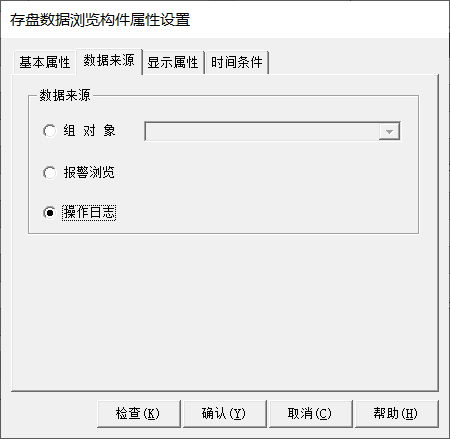 存盘数据浏览构件属性设置
基本属性 数据来源 显示属性 时间条件
数据来源
组 对 象
报警浏览
操作日志
检查(K) 确认(Y) 取消(C) 帮助(H)